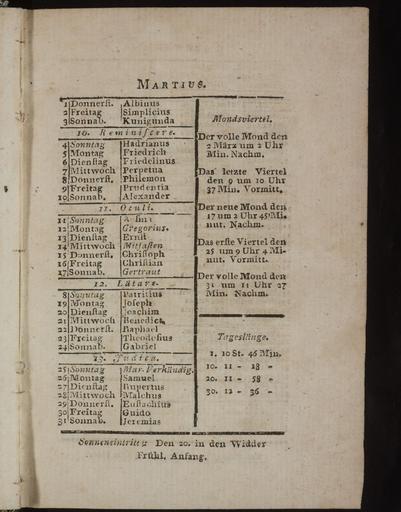 MARTIUS.
1 Donnerſt. Albinus
2 Freitag Simplicius
3 Sonnab. Kunigunda
10. Reminiſcere.
4 Sonntag Hadrianus
5 Montag Friedrich
6 Dienſtag Friedelinus
7 Mittwoch Perpetua
8 Donnerſt. Philemon
9 Freitag Prudentia
10 Sonnab. Alexander
11. Oculi.
11 Sonntag
12 Montag Gregorius.
13 Dienſtag Ernſt
14 Mittwoch Mittfaſten
15 Donnerſt. Chriſtoph
16 Freitag Chriſtian
17 Sonnab. Gertraut
12. Lätare.
8 Sonntag Patritius
19 Montag Joſeph
20 Dienſtag Joachim
21 Mittwoch Benedict.
22 Donnerſt. Raphael
23 Freitag Theodoſius
24 Sonnab. Gabriel
13. Judica.
25 Sonntag Mar. Verkündig.
26 Montag Samuel
27 Dienſtag Rupertus
28 Mittwoch Malchus
29 Donnerſt. Euſtachius
30 Freitag Guido
31 Sonnab. Jeremias
Mondsviertel.
Der volle Mond den
2 März um 2 Uhr
Min. Nachm.
Das letzte Viertel
den 9 um 10 Uhr
37 Min. Vormitt.
Der neue Mond den
17 um 2 Uhr 45 Mi-
nut. Nachm.
Das erſte Viertel den
25 um 9 Uhr 4 Mi-
nut. Vormitt.
Der volle Mond den
31 um 11 Uhr 27
Min. Nachm.
Tageslänge.
1. 10 St. 46 Min.
10. 11 - 18 -
20. 11 - 58 -
30. 12 - 36 -
Sonneneintritt: Den 20. in den Widder
Frühl. Anfang.